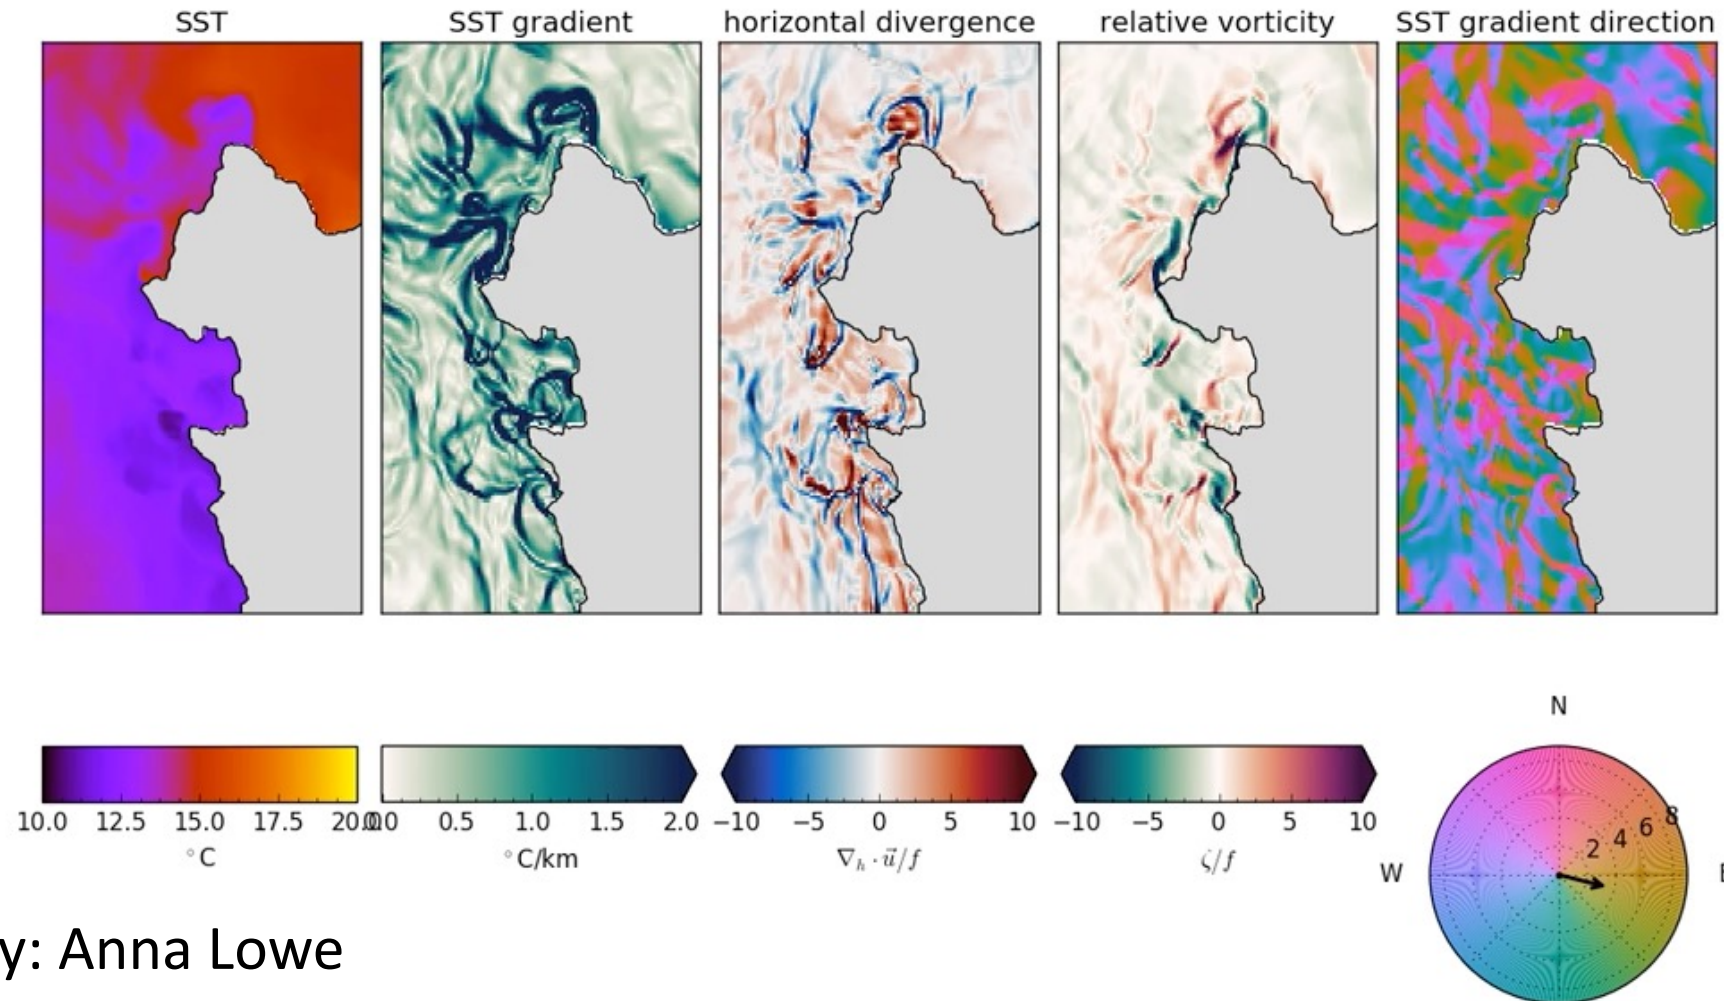 SST
SST gradient
horizontal divergence
relative vorticity
SST gradient direction
10.0 12.5 15.0 17.5 20.0
°C
0.0 0.5 1.0 1.5 2.0
°C/km
−10 −5 0 5 10
∇ₕ · u⃗/f
−10 −5 0 5 10
ζ/f
N
W
E
2 4 6 8
y: Anna Lowe